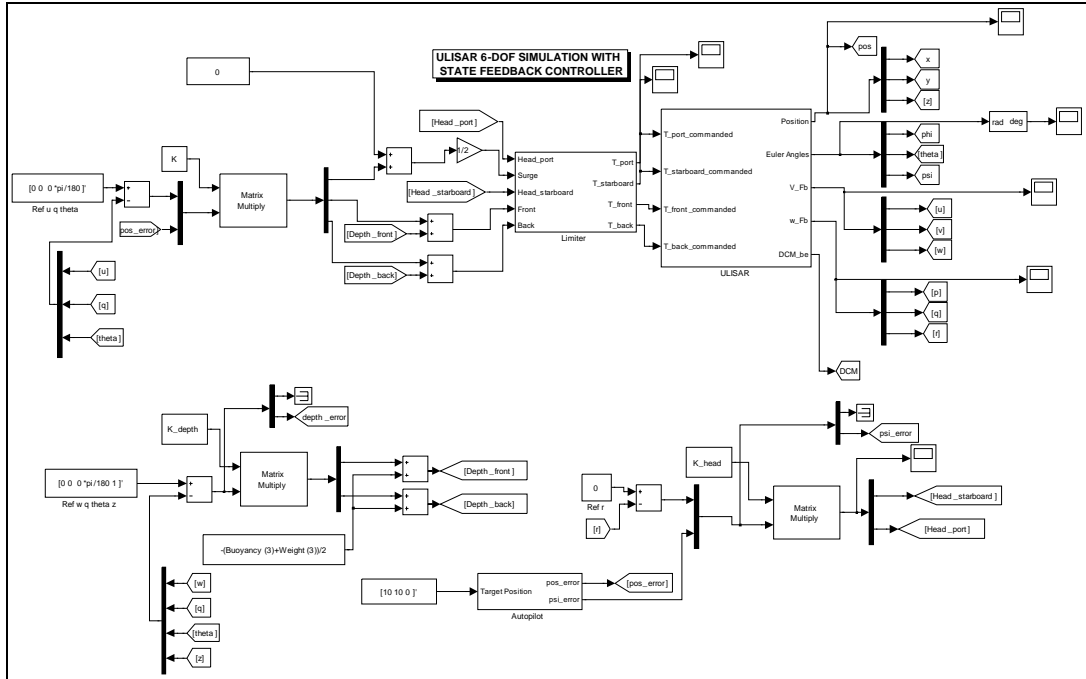 ULISAR 6-DOF SIMULATION WITH
STATE FEEDBACK CONTROLLER
0
K
[0 0 0 *pi/180 ]'
Ref u q theta
pos_error
+
-
Matrix
Multiply
[u]
[q]
[theta ]
+
+
1/2
[Head _port ]
[Head _starboard ]
[Depth _front ]
+
+
[Depth _back]
+
+
Head_port
Surge
Head_starboard
Front
Back
T_port
T_starboard
T_front
T_back
Limiter
T_port_commanded
T_starboard_commanded
T_front_commanded
T_back_commanded
Position
Euler Angles
V_Fb
w_Fb
DCM_be
ULISAR
pos
x
y
[z]
rad deg
phi
[theta ]
psi
[u]
[v]
[w]
[p]
[q]
[r]
DCM
depth _error
K_depth
[0 0 0 *pi/180 1 ]'
Ref w q theta z
+
-
Matrix
Multiply
+
+
[Depth _front ]
+
+
[Depth _back]
-(Buoyancy (3)+Weight (3))/2
[w]
[q]
[theta ]
[z]
psi_error
K_head
0
Ref r
+
-
[r]
Matrix
Multiply
[Head _starboard ]
[Head _port ]
[10 10 0 ]'
Target Position
pos_error
psi_error
Autopilot
[pos_error ]